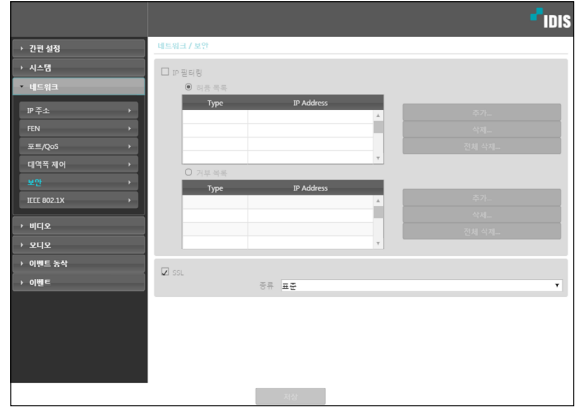 IDIS
간편 설정
시스템
네트워크
IP 주소
FEN
포트/QoS
대역폭 제어
보안
IEEE 802.1X
비디오
오디오
이벤트 동작
이벤트
네트워크 / 보안
IP 필터링
허용 목록
Type IP Address
추가...
삭제...
전체 삭제...
거부 목록
Type IP Address
추가...
삭제...
전체 삭제...
SSL
종류 표준
저장